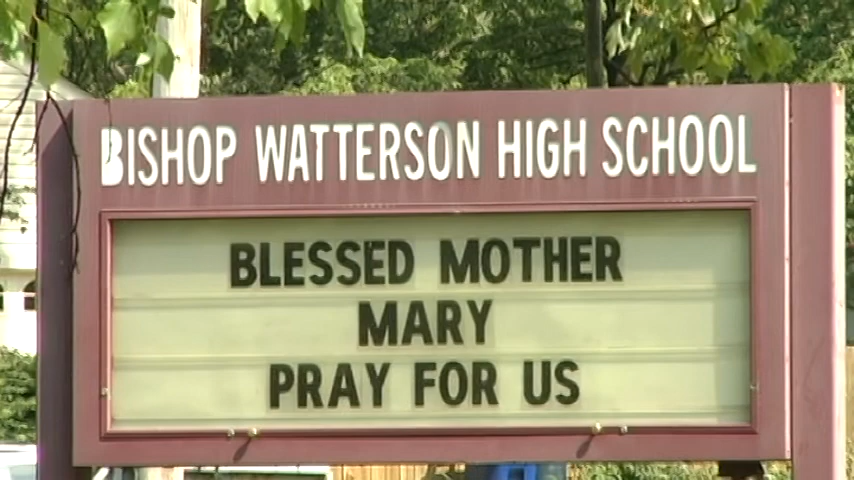 BISHOP WATTERSON HIGH SCHOOL
BLESSED MOTHER
MARY
PRAY FOR US